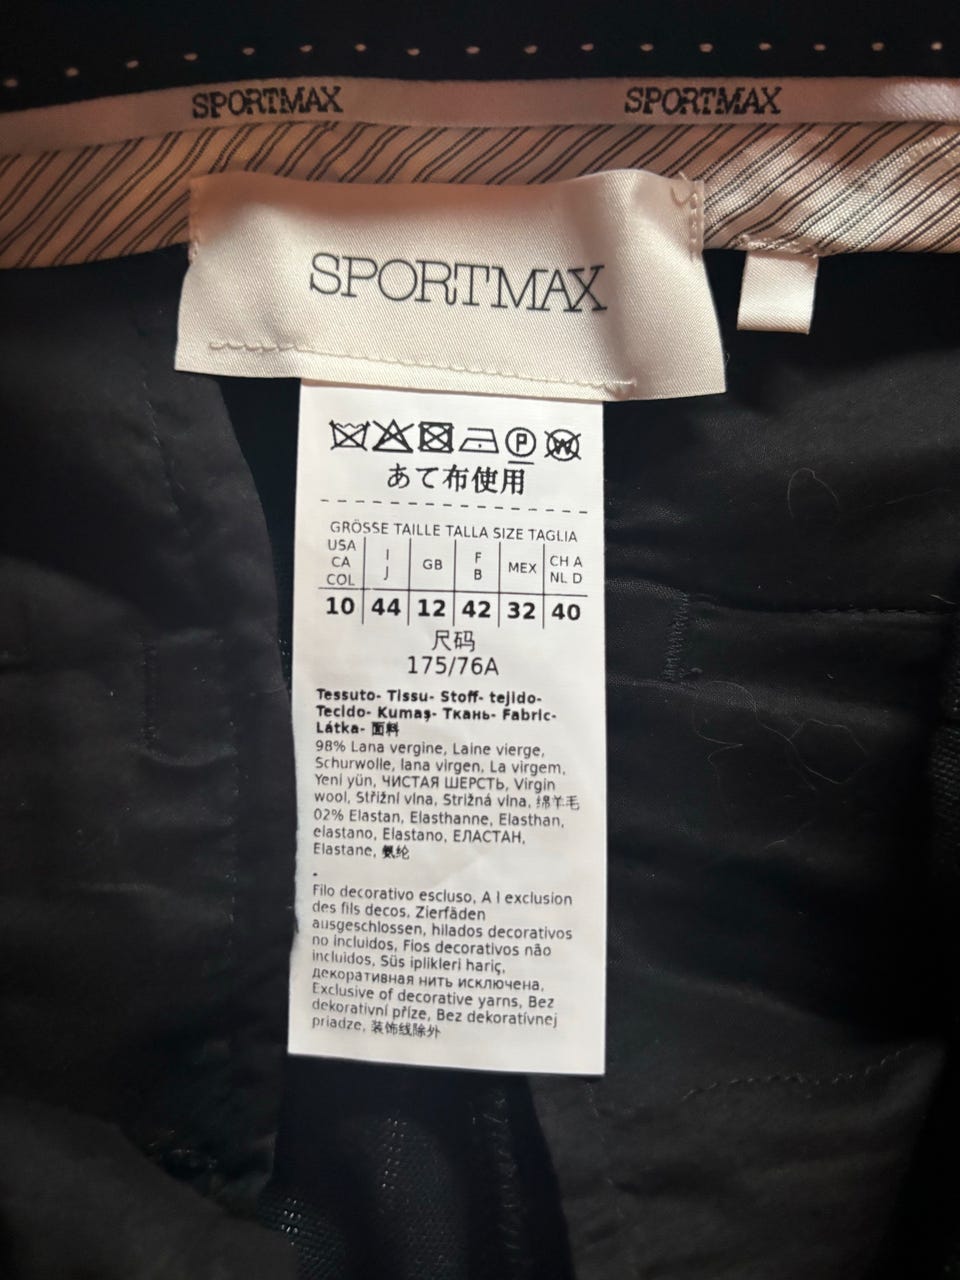 SPORTMAX SPORTMAX
SPORTMAX
P W
あて布使用
GRÖSSE TAILLE TALLA SIZE TAGLIA
USA CA COL I J GB F B MEX CH A NL D
10 44 12 42 32 40
尺码
175/76A
Tessuto- Tissu- Stoff- tejido-
Tecido- Kumaş- Ткань- Fabric-
Látka- 面料
98% Lana vergine, Laine vierge,
Schurwolle, lana virgen, La virgem,
Yeni yün, ЧИСТАЯ ШЕРСТЬ, Virgin
wool, Střižní vlna, Strižná vlna, 绵羊毛
02% Elastan, Elasthanne, Elasthan,
elastano, Elastano, ЕЛАСТАН,
Elastane, 氨纶
-
Filo decorativo escluso, A l exclusion
des fils decos, Zierfäden
ausgeschlossen, hilados decorativos
no incluidos, Fios decorativos não
incluidos, Süs iplikleri hariç,
декоративная нить исключена,
Exclusive of decorative yarns, Bez
dekorativní příze, Bez dekoratívnej
priadze, 装饰线除外